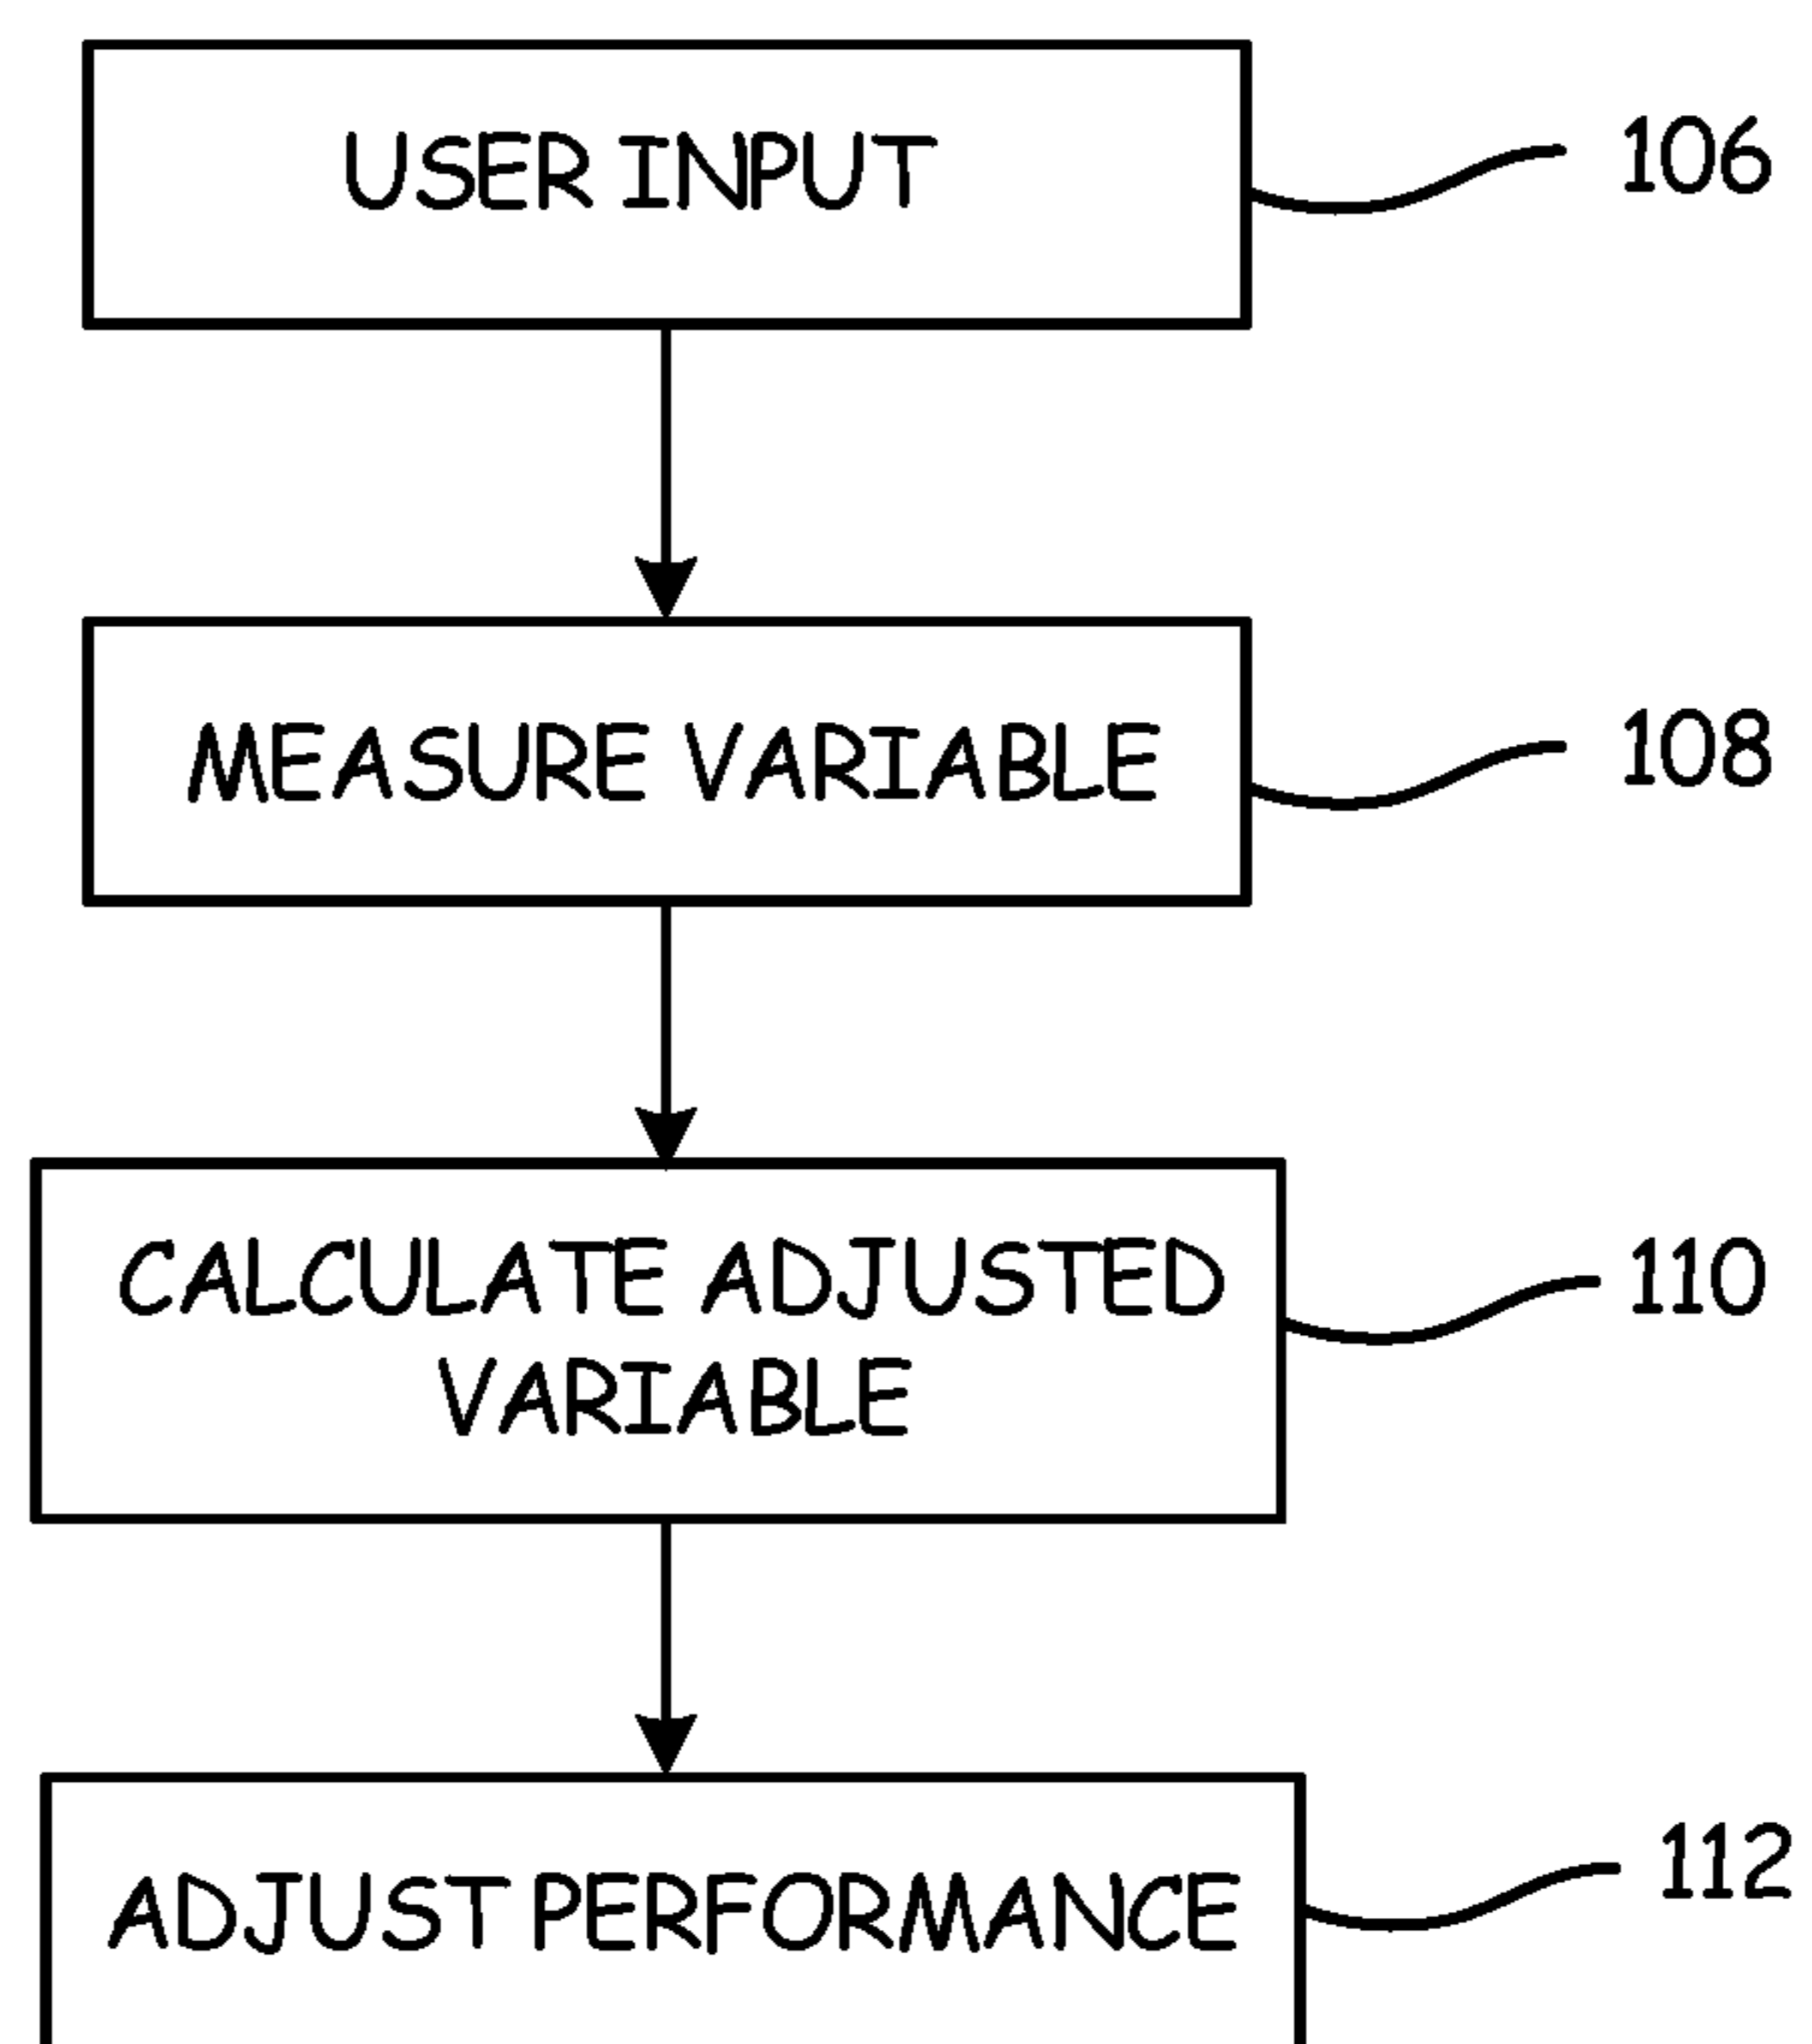 USER INPUT
106
MEASURE VARIABLE
108
CALCULATE ADJUSTED
VARIABLE
110
ADJUST PERFORMANCE
112